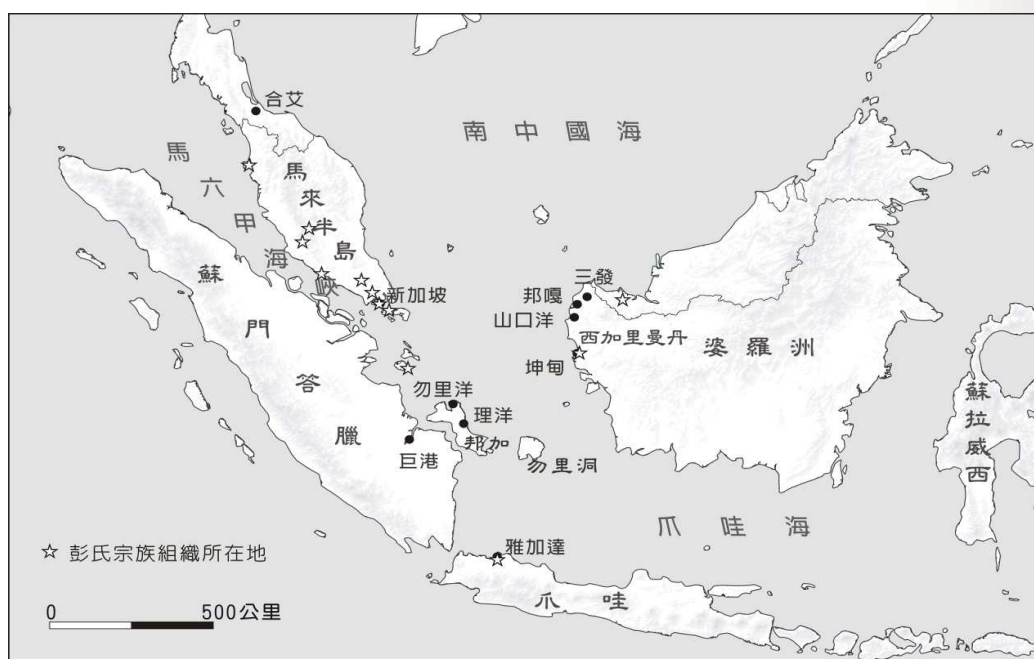 合艾
南中國海
馬六甲海峽
馬來半島
新加坡
蘇門答臘
三發
邦嘎
山口洋
西加里曼丹
婆羅洲
坤甸
勿里洋
理洋
邦加
巨港
勿里洞
蘇拉威西
爪哇海
☆ 彭氏宗族組織所在地
雅加達
爪哇
0 500公里